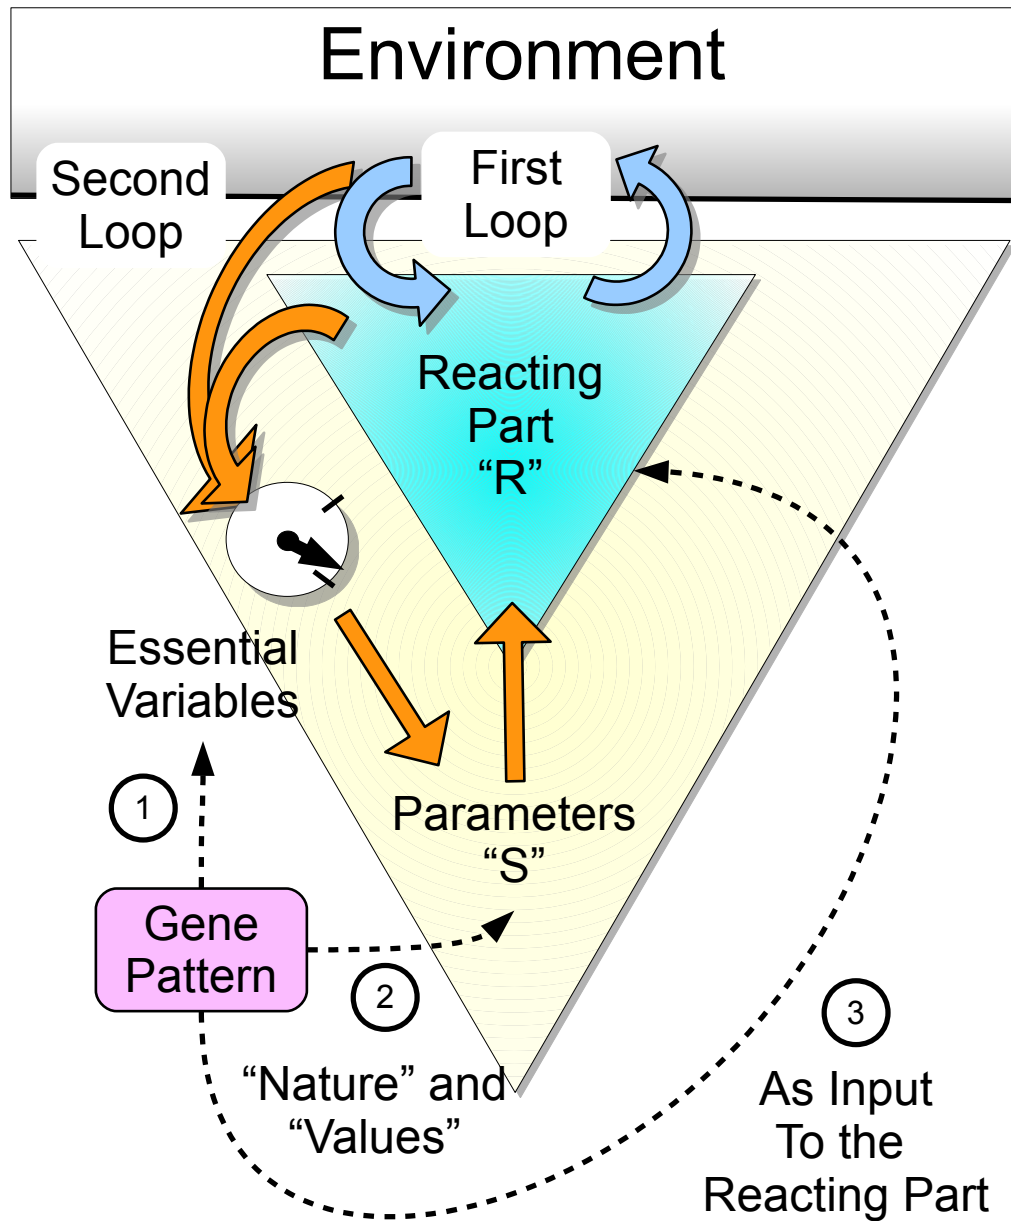 Environment
Second
Loop
First
Loop
Reacting
Part
“R”
Essential
Variables
1
Parameters
“S”
Gene
Pattern
2
“Nature” and
“Values”
3
As Input
To the
Reacting Part